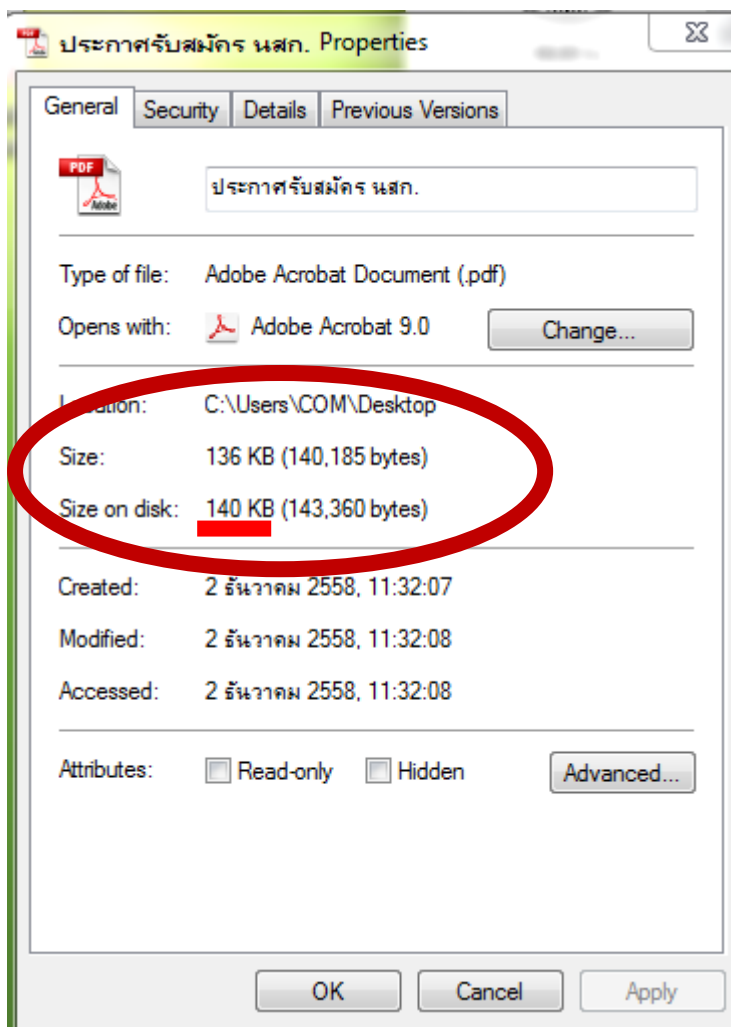 ประกาศรับสมัคร นสก. Properties
General Security Details Previous Versions
PDF
Adobe
ประกาศรับสมัคร นสก.
Type of file: Adobe Acrobat Document (.pdf)
Opens with: Adobe Acrobat 9.0 Change...
Location: C:\Users\COM\Desktop
Size: 136 KB (140,185 bytes)
Size on disk: 140 KB (143,360 bytes)
Created: 2 ธันวาคม 2558, 11:32:07
Modified: 2 ธันวาคม 2558, 11:32:08
Accessed: 2 ธันวาคม 2558, 11:32:08
Attributes: Read-only Hidden Advanced...
OK Cancel Apply